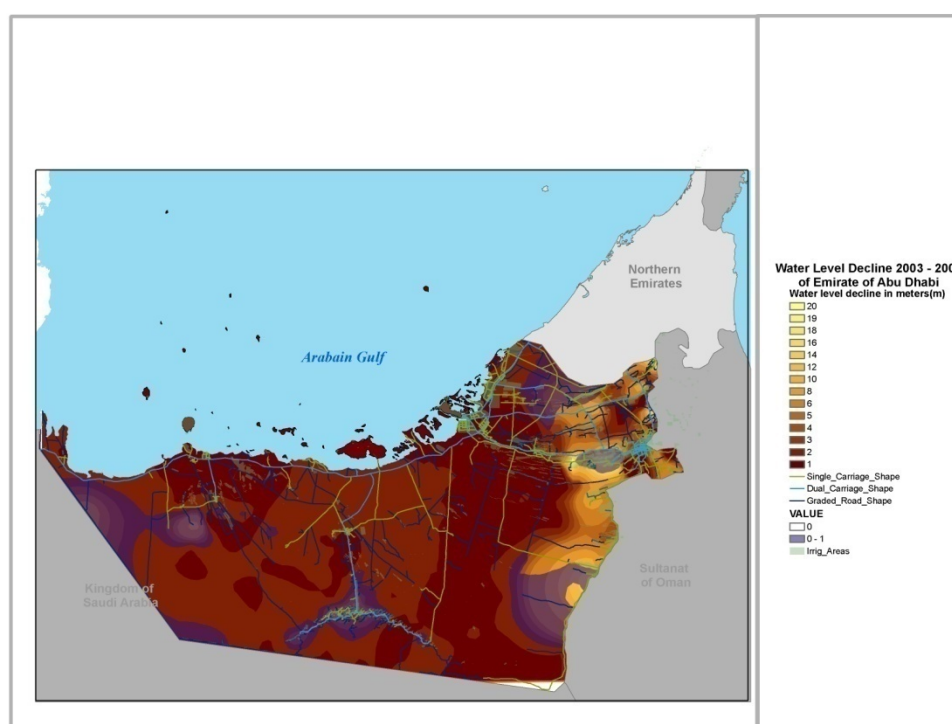 Northern
Emirates
Arabain Gulf
Kingdom of
Saudi Arabia
Sultanat
of Oman
Water Level Decline 2003 - 200
of Emirate of Abu Dhabi
Water level decline in meters(m)
20
19
18
16
14
12
10
8
6
5
4
3
2
1
Single_Carriage_Shape
Dual_Carriage_Shape
Graded_Road_Shape
VALUE
0
0 - 1
Irrig_Areas